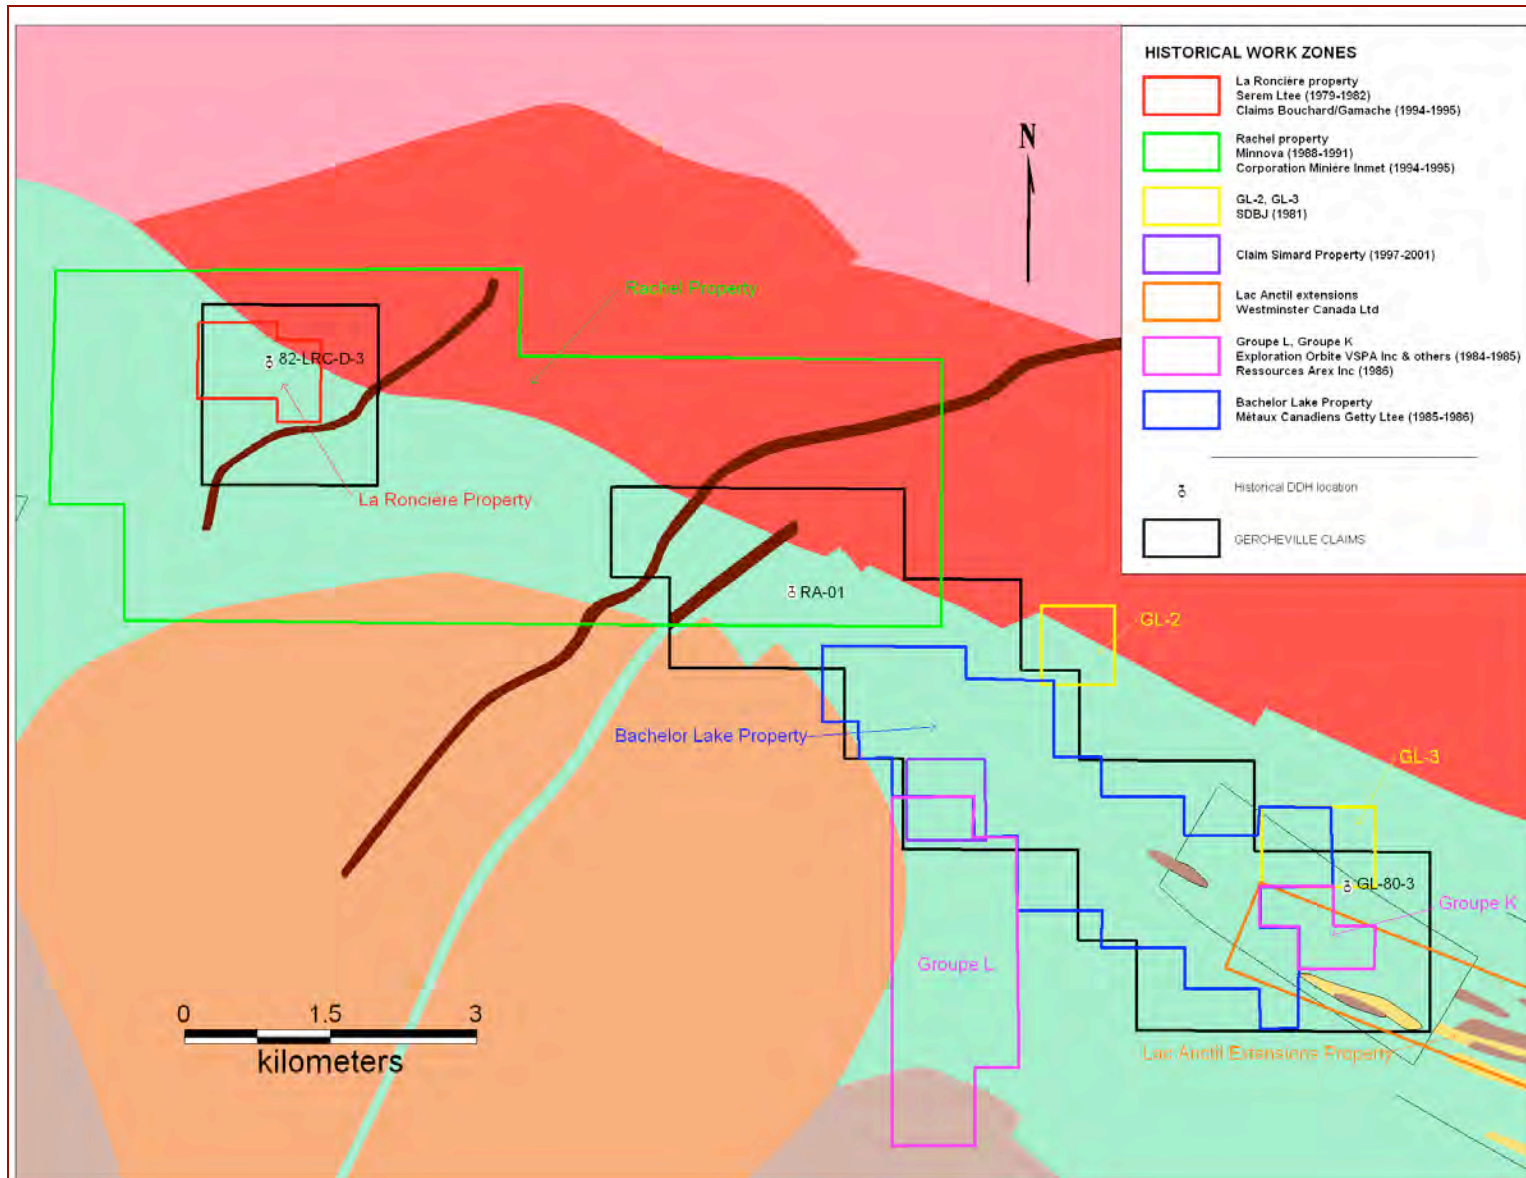 HISTORICAL WORK ZONES
La Roncière property
Serem Ltee (1979-1982)
Claims Bouchard/Gamache (1994-1995)
Rachel property
Minnova (1988-1991)
Corporation Minière Inmet (1994-1995)
GL-2, GL-3
SDBJ (1981)
Claim Simard Property (1997-2001)
Lac Anctil extensions
Westminster Canada Ltd
Groupe L, Groupe K
Exploration Orbite VSPA Inc & others (1984-1985)
Ressources Arex Inc (1986)
Bachelor Lake Property
Métaux Canadiens Getty Ltee (1985-1986)
Historical DDH location
GERCHEVILLE CLAIMS
N
Rachel Property
82-LRC-D-3
La Roncière Property
RA-01
GL-2
Bachelor Lake Property
GL-3
GL-80-3
Groupe K
Groupe L
Lac Anctil Extensions Property
0 1.5 3
kilometers